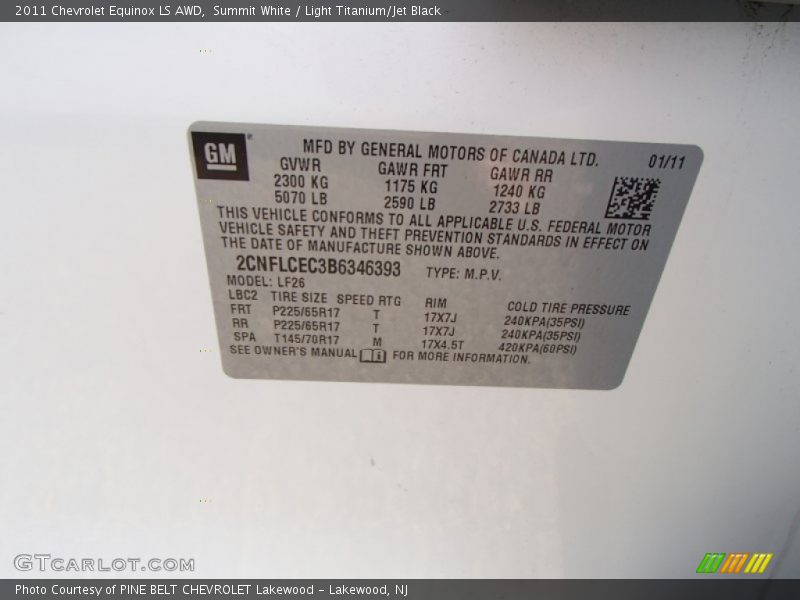 2011 Chevrolet Equinox LS AWD,  Summit White / Light Titanium/Jet Black
GM
MFD BY GENERAL MOTORS OF CANADA LTD. 01/11
GVWR GAWR FRT GAWR RR
2300 KG 1175 KG 1240 KG
5070 LB 2590 LB 2733 LB
THIS VEHICLE CONFORMS TO ALL APPLICABLE U.S. FEDERAL MOTOR
VEHICLE SAFETY AND THEFT PREVENTION STANDARDS IN EFFECT ON
THE DATE OF MANUFACTURE SHOWN ABOVE.
2CNFLCEC3B6346393 TYPE: M.P.V.
MODEL: LF26
LBC2 TIRE SIZE SPEED RTG RIM COLD TIRE PRESSURE
FRT P225/65R17 T 17X7J 240KPA(35PSI)
RR P225/65R17 T 17X7J 240KPA(35PSI)
SPA T145/70R17 M 17X4.5T 420KPA(60PSI)
SEE OWNER'S MANUAL FOR MORE INFORMATION.
GTCARLOT.COM
Photo Courtesy of PINE BELT CHEVROLET Lakewood - Lakewood, NJ